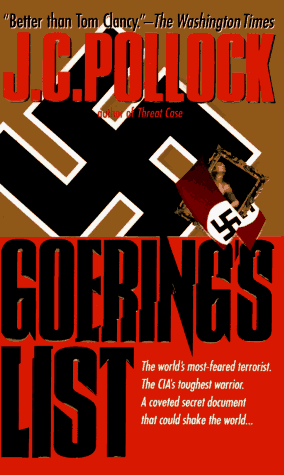 "Better than Tom Clancy."—The Washington Times
J.C. POLLOCK
author of Threat Case
GOERING'S
LIST
The world's most-feared terrorist.
The CIA's toughest warrior.
A coveted secret document
that could shake the world...